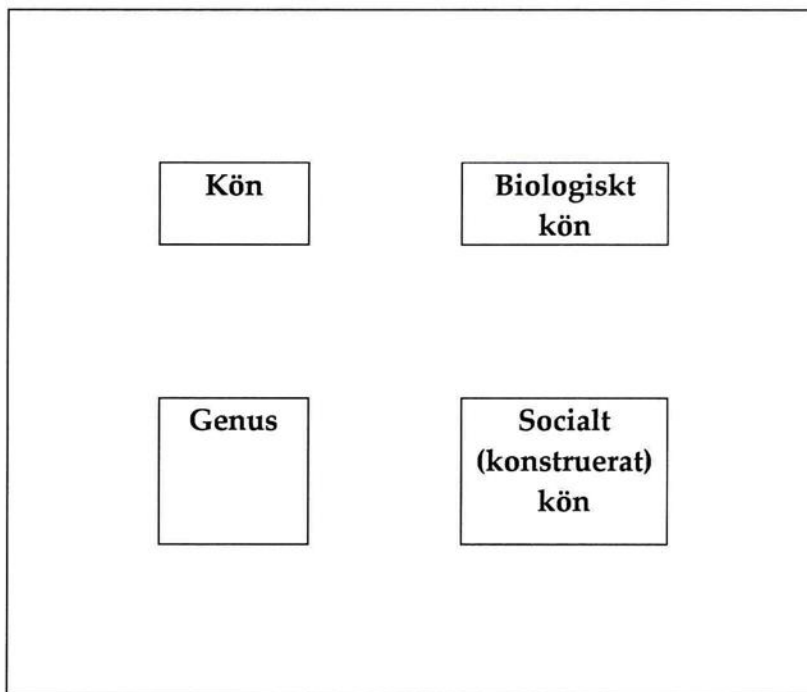 Kön
Biologiskt
kön
Genus
Socialt
(konstruerat)
kön